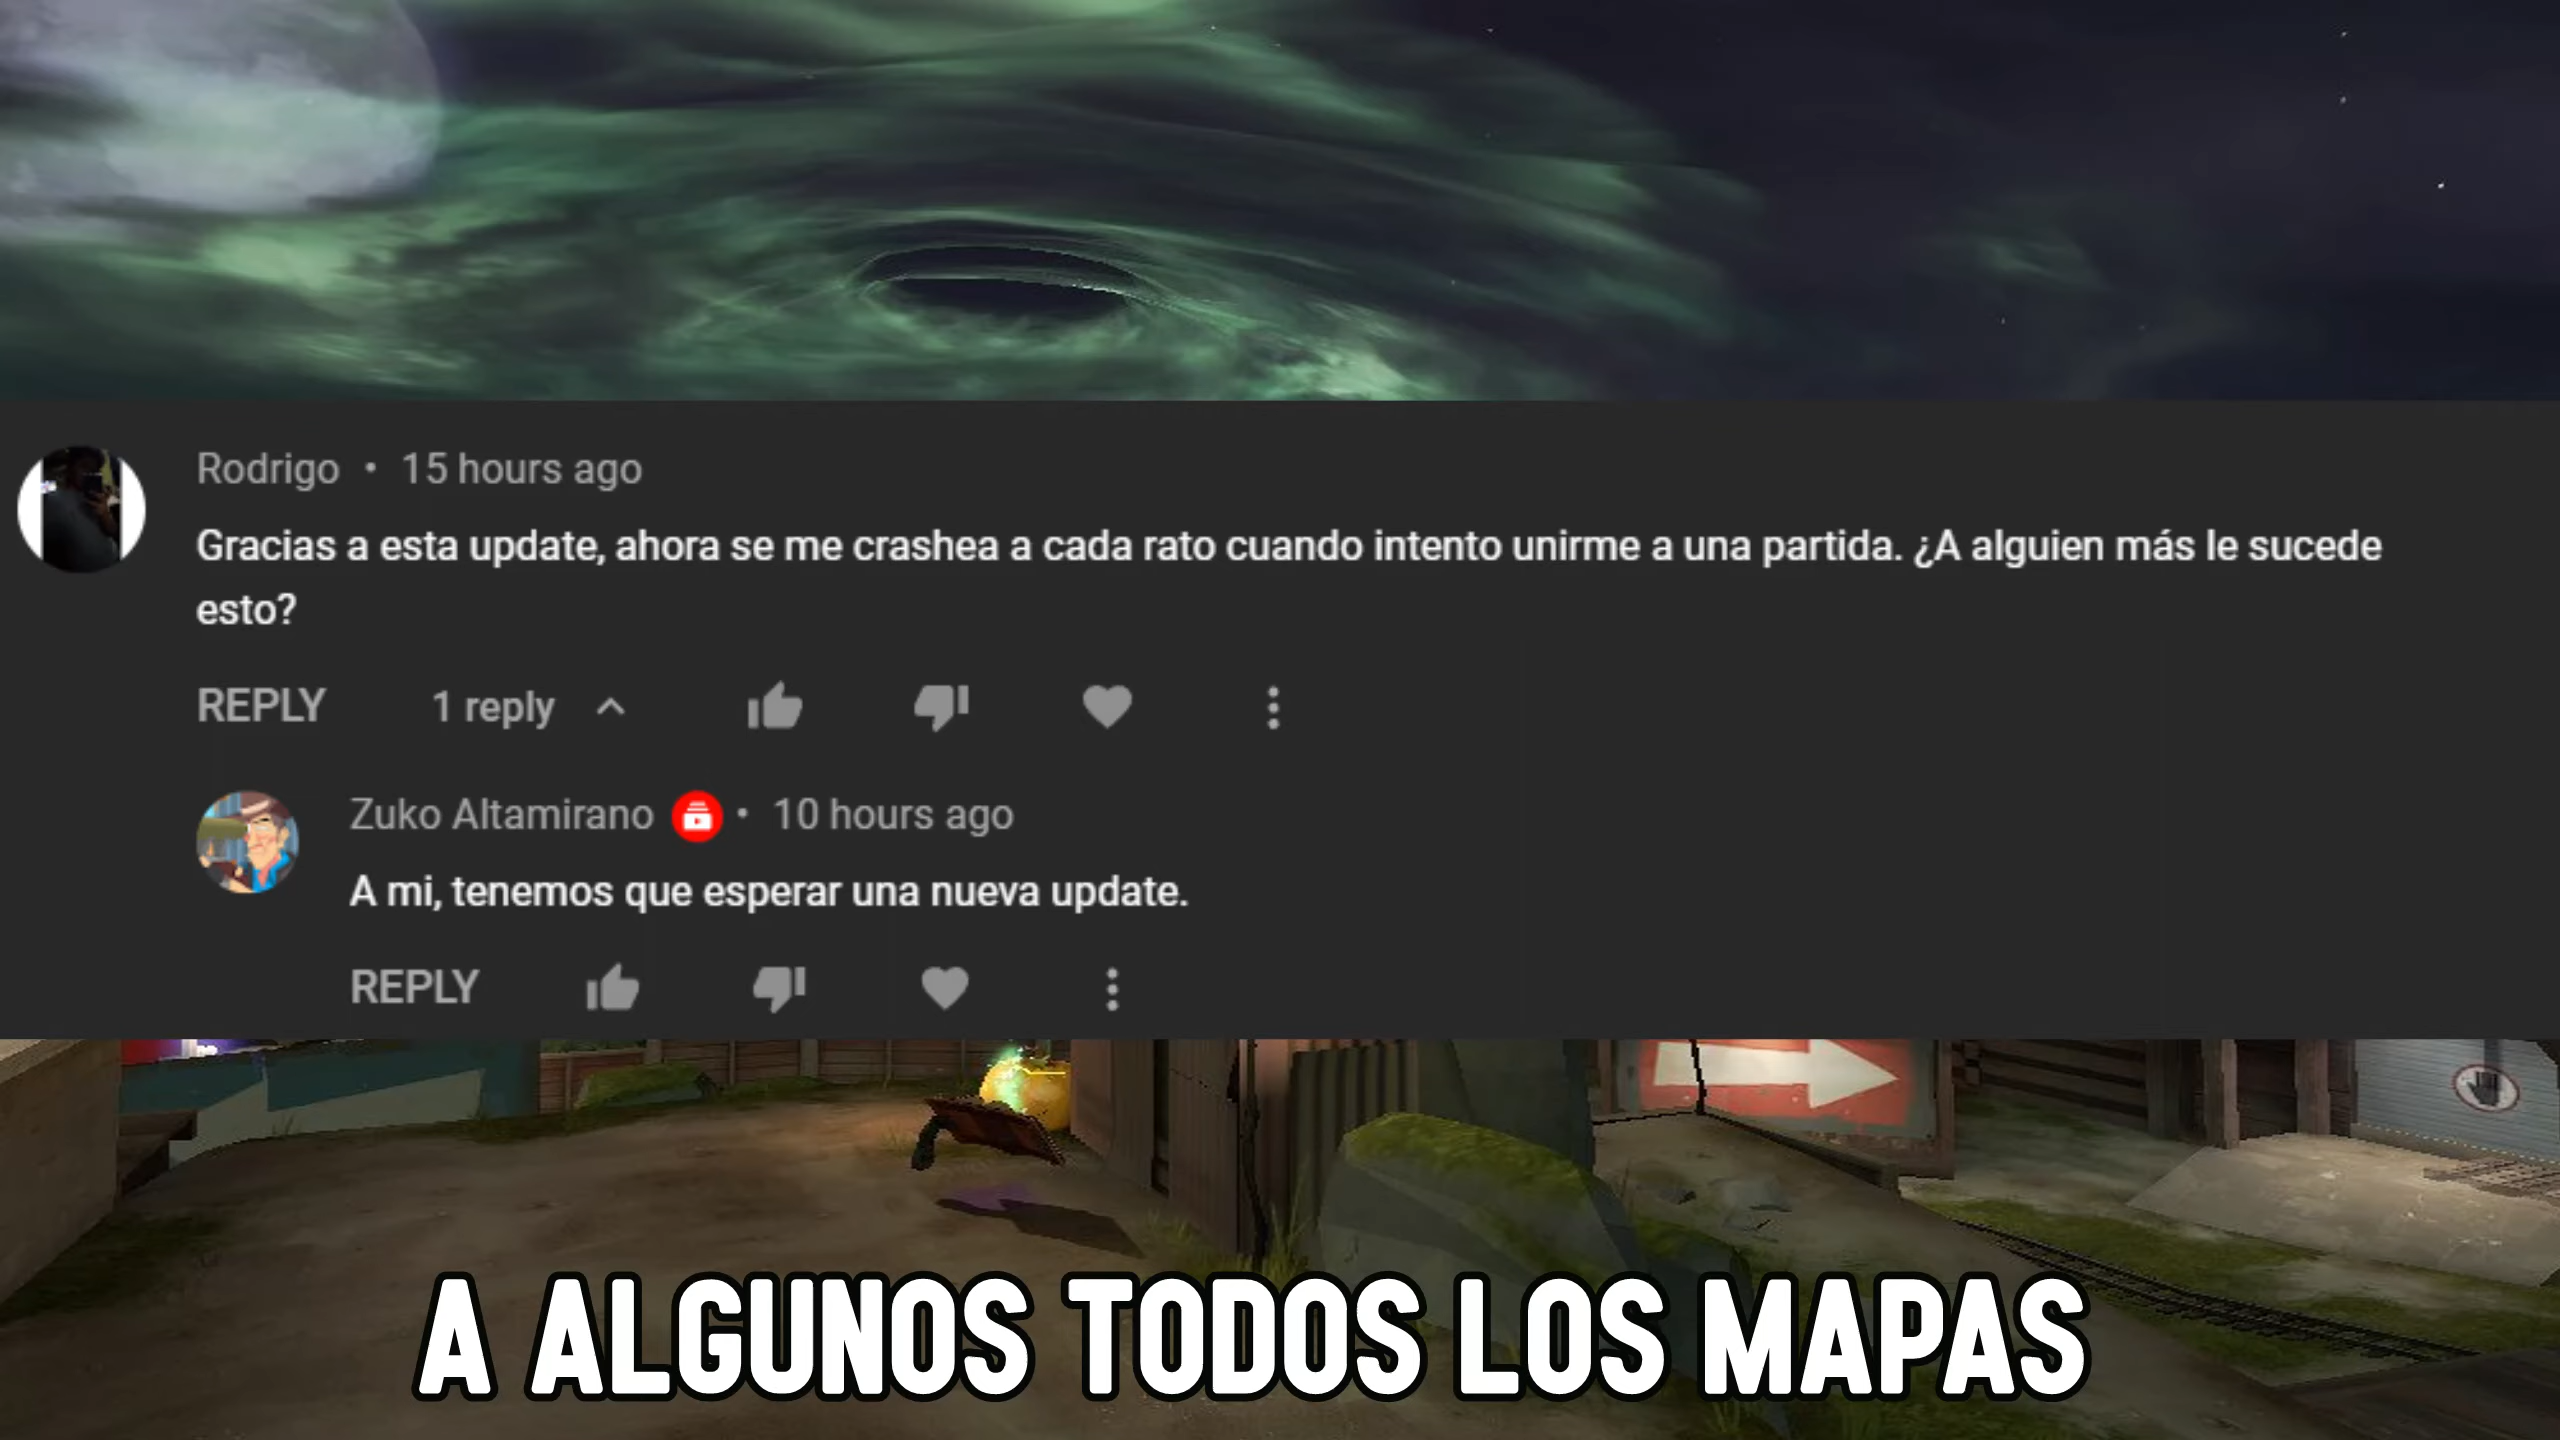 Rodrigo • 15 hours ago
Gracias a esta update, ahora se me crashea a cada rato cuando intento unirme a una partida. ¿A alguien más le sucede
esto?
REPLY 1 reply
Zuko Altamirano • 10 hours ago
A mi, tenemos que esperar una nueva update.
REPLY
A ALGUNOS TODOS LOS MAPAS